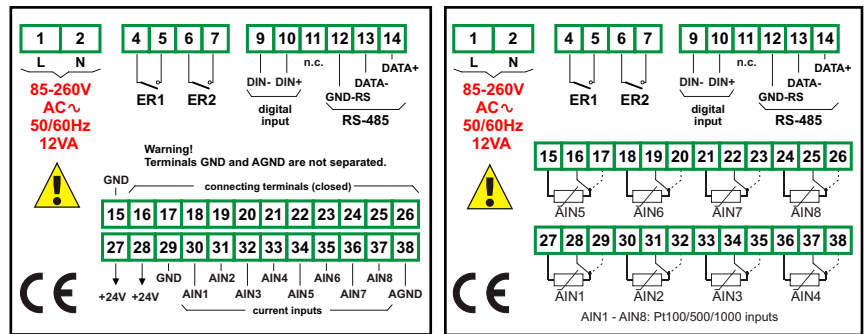 1 2
L N
85-260V
AC∿
50/60Hz
12VA
4 5 6 7
ER1 ER2
9 10 11 12 13 14
n.c.
DATA+
DIN- DIN+ DATA-
GND-RS
digital
input
RS-485
Warning!
Terminals GND and AGND are not separated.
GND
connecting terminals (closed)
15 16 17 18 19 20 21 22 23 24 25 26
27 28 29 30 31 32 33 34 35 36 37 38
GND AIN2 AIN4 AIN6 AIN8
+24V +24V AIN1 AIN3 AIN5 AIN7 AGND
current inputs
CE
1 2
L N
85-260V
AC∿
50/60Hz
12VA
4 5 6 7
ER1 ER2
9 10 11 12 13 14
n.c.
DATA+
DIN- DIN+ DATA-
GND-RS
digital
input
RS-485
15 16 17 18 19 20 21 22 23 24 25 26
AIN5 AIN6 AIN7 AIN8
27 28 29 30 31 32 33 34 35 36 37 38
AIN1 AIN2 AIN3 AIN4
AIN1 - AIN8: Pt100/500/1000 inputs
CE